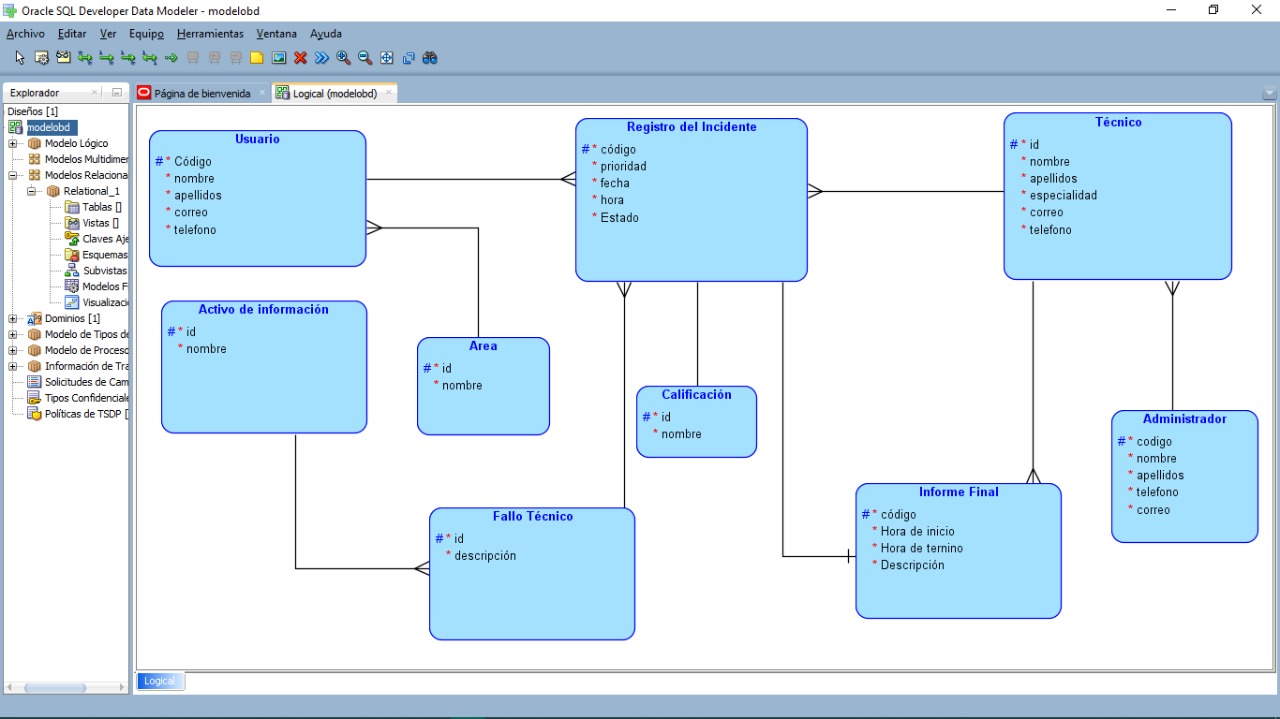 Oracle SQL Developer Data Modeler - modelobd
Archivo Editar Ver Equipo Herramientas Ventana Ayuda
Explorador
Página de bienvenida
Logical (modelobd)
Diseños [1]
modelobd
Modelo Lógico
Modelos Multidimer
Modelos Relaciona
Relational_1
Tablas []
Vistas []
Claves Aje
Esquemas
Subvistas
Modelos F
Visualizaci
Dominios [1]
Modelo de Tipos de
Modelo de Proceso
Información de Tra
Solicitudes de Cam
Tipos Confidenciale
Políticas de TSDP [
Usuario
# * Código
* nombre
* apellidos
* correo
* telefono
Registro del Incidente
# * código
* prioridad
* fecha
* hora
* Estado
Técnico
# * id
* nombre
* apellidos
* especialidad
* correo
* telefono
Activo de información
# * id
* nombre
Area
# * id
* nombre
Calificación
# * id
* nombre
Administrador
# * codigo
* nombre
* apellidos
* telefono
* correo
Fallo Técnico
# * id
* descripción
Informe Final
# * código
* Hora de inicio
* Hora de ternino
* Descripción
Logical